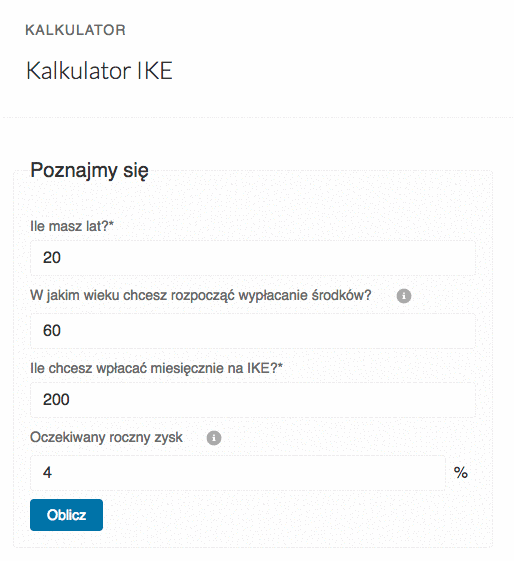 KALKULATOR
Kalkulator IKE
Poznajmy się
Ile masz lat?*
20
W jakim wieku chcesz rozpocząć wypłacanie środków? i
60
Ile chcesz wpłacać miesięcznie na IKE?*
200
Oczekiwany roczny zysk i
4 %
Oblicz